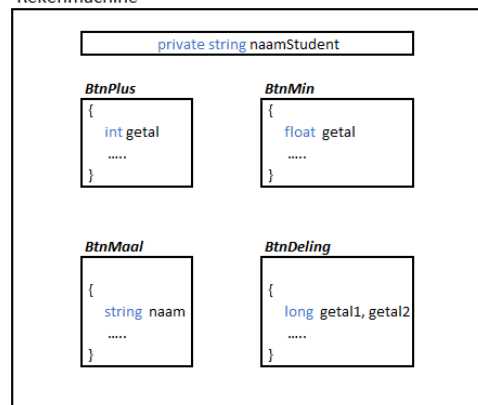 Rekenmachine
private string naamStudent
BtnPlus
{
int getal
.....
}
BtnMin
{
float getal
.....
}
BtnMaal
{
string naam
.....
}
BtnDeling
{
long getal1, getal2
.....
}